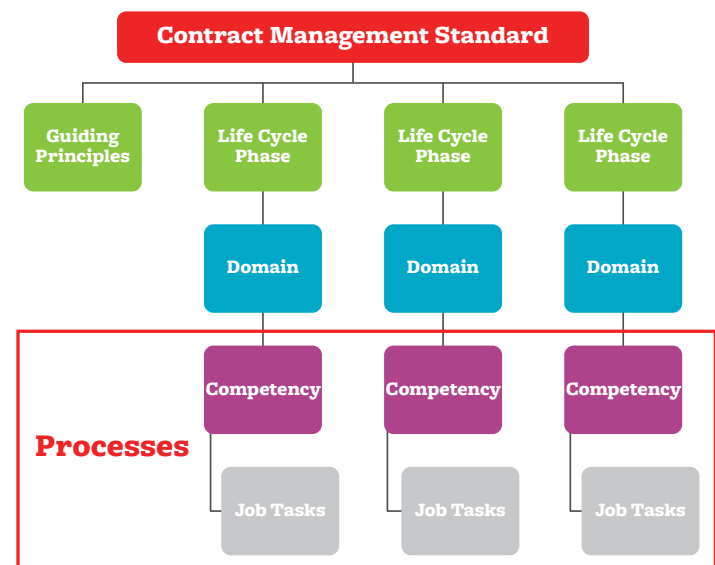 Contract Management Standard
Guiding
Principles
Life Cycle
Phase
Life Cycle
Phase
Life Cycle
Phase
Domain
Domain
Domain
Competency
Competency
Competency
Processes
Job Tasks
Job Tasks
Job Tasks